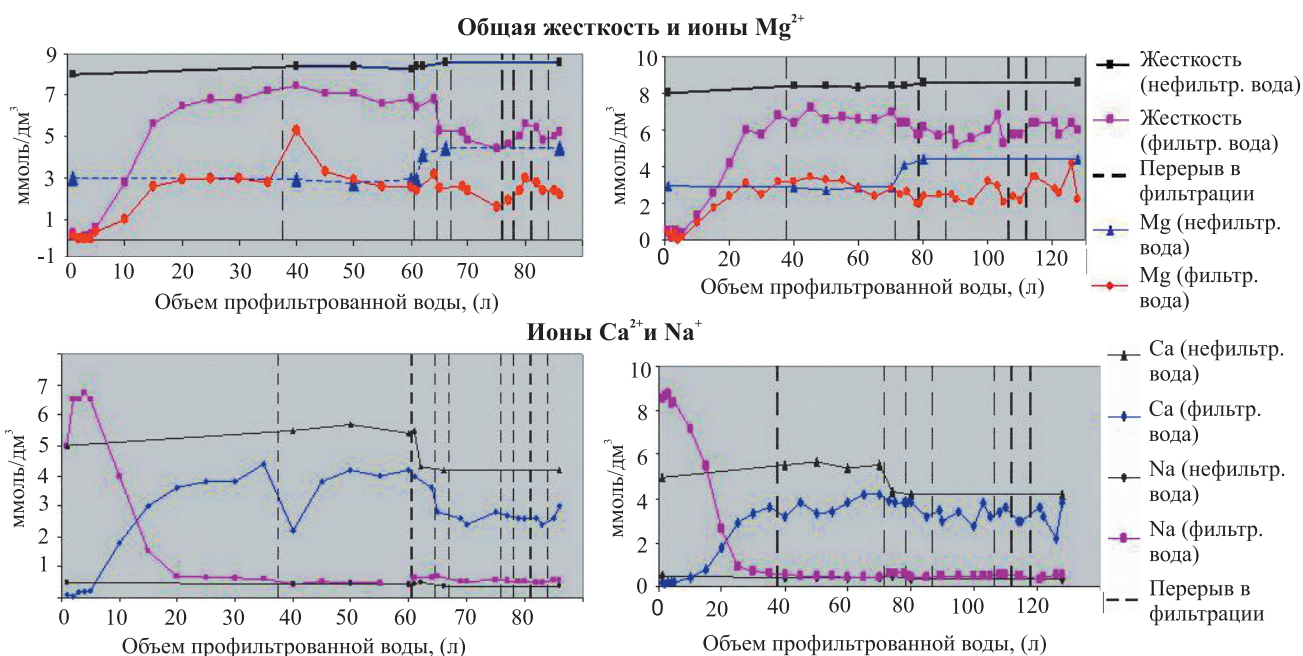 Общая жесткость и ионы Mg²⁺
ммоль/дм³
9
7
5
3
1
-1
0 10 20 30 40 50 60 70 80
Объем профильтрованной воды, (л)
ммоль/дм³
10
8
6
4
2
0
0 20 40 60 80 100 120
Объем профильтрованной воды, (л)
Жесткость
(нефильтр. вода)
Жесткость
(фильтр. вода)
Перерыв в
фильтрации
Mg (нефильтр.
вода)
Mg (фильтр.
вода)
Ионы Ca²⁺и Na⁺
ммоль/дм³
7
6
5
4
3
2
1
0 10 20 30 40 50 60 70 80
Объем профильтрованной воды, (л)
ммоль/дм³
10
8
6
4
2
0
0 20 40 60 80 100 120
Объем профильтрованной воды, (л)
Ca (нефильтр.
вода)
Ca (фильтр.
вода)
Na (нефильтр.
вода)
Na (фильтр.
вода)
Перерыв в
фильтрации